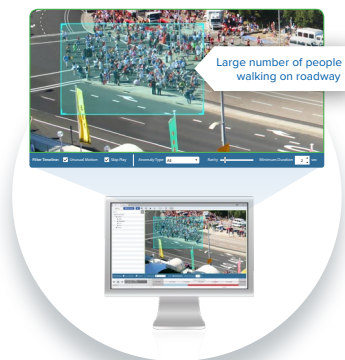 Large number of people
walking on roadway
Filter Timeline: Unusual Motion Skip Play Anomaly Type All Rarity Minimum Duration 2 sec